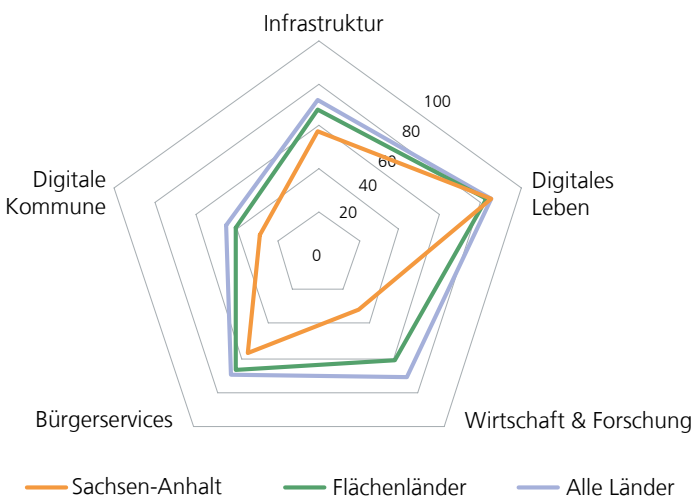 Infrastruktur
100
80
60
40
20
0
Digitale
Kommune
Digitales
Leben
Bürgerservices
Wirtschaft & Forschung
Sachsen-Anhalt
Flächenländer
Alle Länder